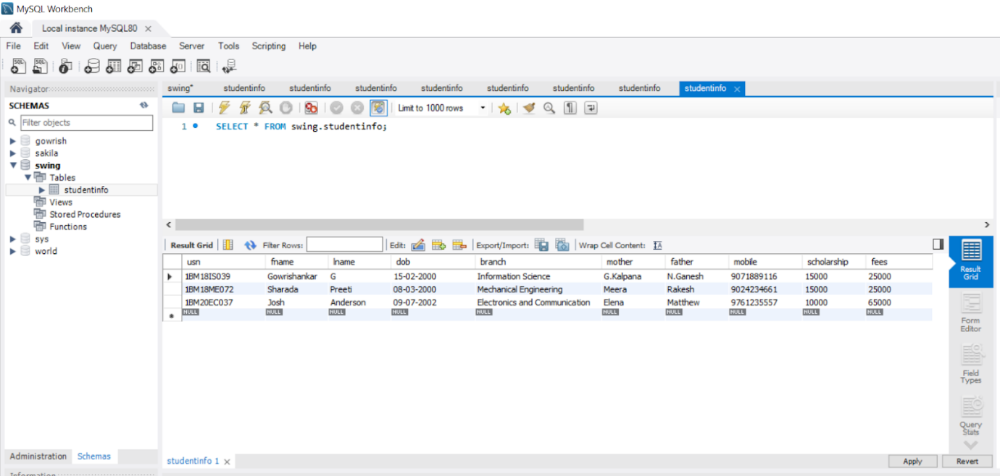 MySQL Workbench
Local instance MySQL80
File Edit View Query Database Server Tools Scripting Help
Navigator
SCHEMAS
Filter objects
gowrish
sakila
swing
Tables
studentinfo
Views
Stored Procedures
Functions
sys
world
Administration Schemas
Information
swing* studentinfo studentinfo studentinfo studentinfo studentinfo studentinfo studentinfo studentinfo
Limit to 1000 rows
1 SELECT * FROM swing.studentinfo;
Result Grid Filter Rows: Edit: Export/Import: Wrap Cell Content:
usn fname lname dob branch mother father mobile scholarship fees
1BM18IS039 Gowrishankar G 15-02-2000 Information Science G.Kalpana N.Ganesh 9071889116 15000 25000
1BM18ME072 Sharada Preeti 08-03-2000 Mechanical Engineering Meera Rakesh 9024234661 15000 25000
1BM20EC037 Josh Anderson 09-07-2002 Electronics and Communication Elena Matthew 9761235557 10000 65000
NULL NULL NULL NULL NULL NULL NULL NULL NULL NULL
Result
Grid
Form
Editor
Field
Types
Query
Stats
studentinfo 1
Apply Revert